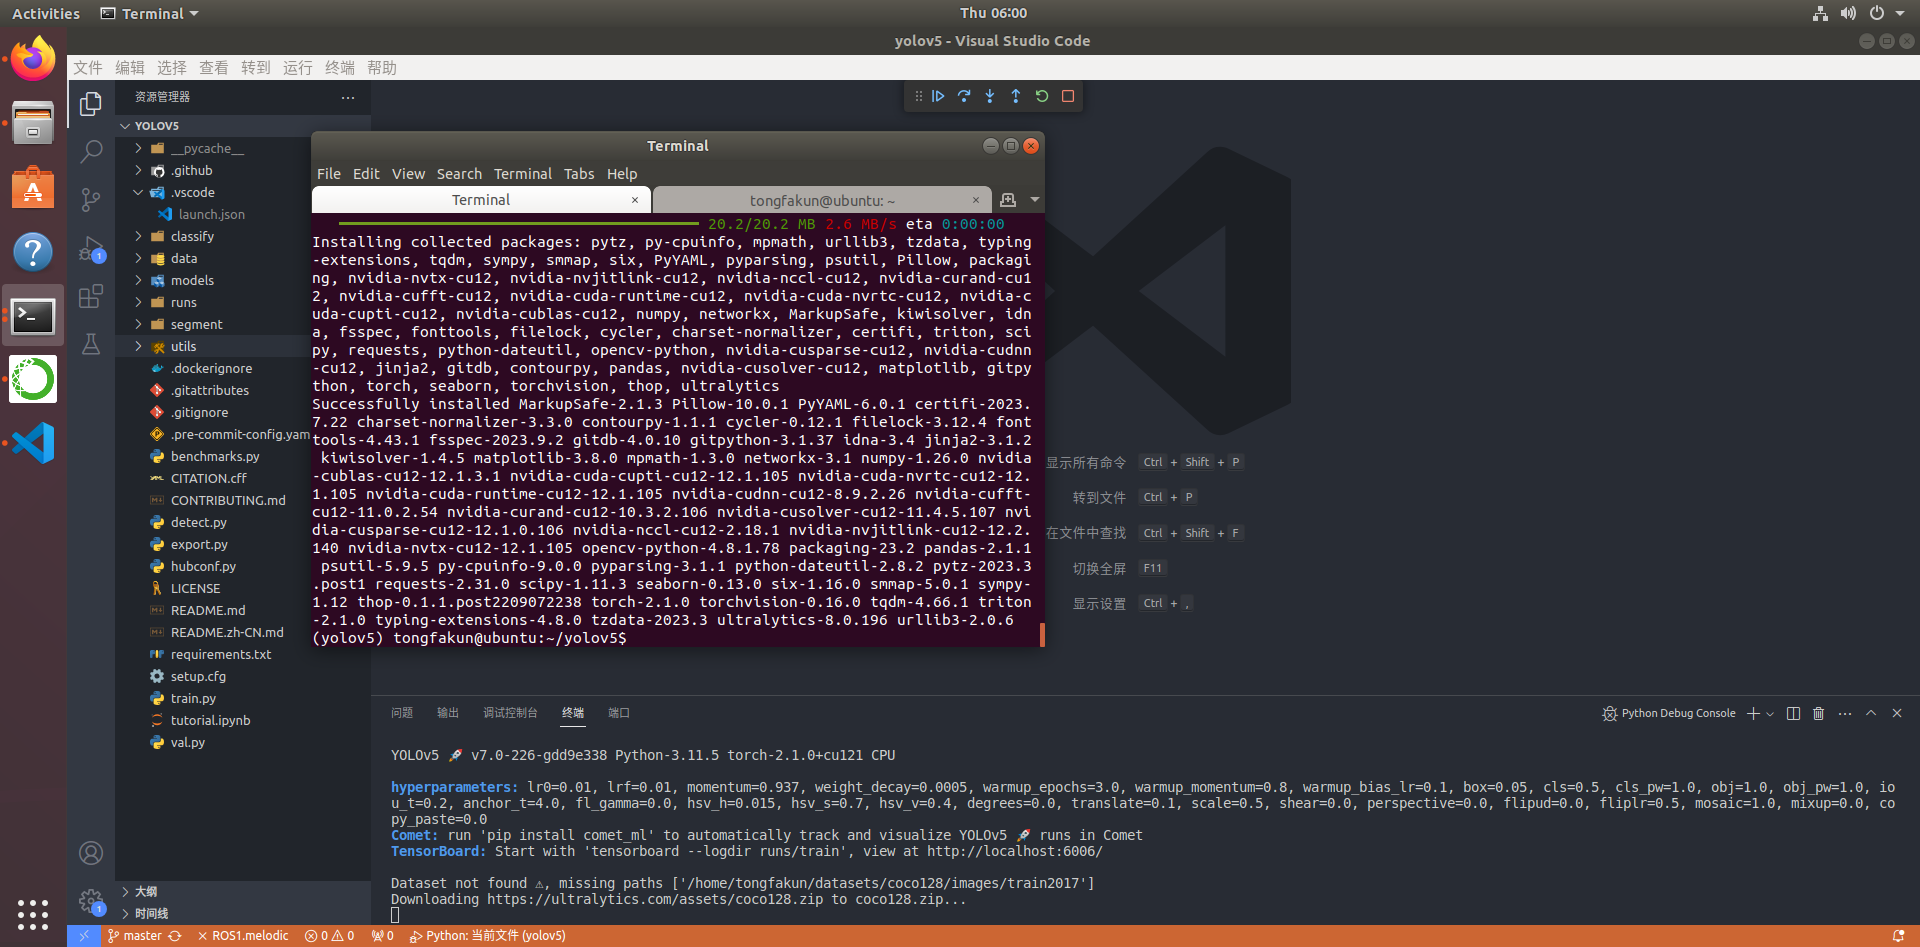 Activities
Terminal
Thu 06:00
yolov5 - Visual Studio Code
文件 编辑 选择 查看 转到 运行 终端 帮助
资源管理器
YOLOV5
__pycache__
.github
.vscode
launch.json
classify
data
models
runs
segment
utils
.dockerignore
.gitattributes
.gitignore
.pre-commit-config.yam
benchmarks.py
CITATION.cff
CONTRIBUTING.md
detect.py
export.py
hubconf.py
LICENSE
README.md
README.zh-CN.md
requirements.txt
setup.cfg
train.py
tutorial.ipynb
val.py
大纲
时间线
Terminal
File Edit View Search Terminal Tabs Help
Terminal
tongfakun@ubuntu: ~
20.2/20.2 MB 2.6 MB/s eta 0:00:00
Installing collected packages: pytz, py-cpuinfo, mpmath, urllib3, tzdata, typing
-extensions, tqdm, sympy, smmap, six, PyYAML, pyparsing, psutil, Pillow, packagi
ng, nvidia-nvtx-cu12, nvidia-nvjitlink-cu12, nvidia-nccl-cu12, nvidia-curand-cu1
2, nvidia-cufft-cu12, nvidia-cuda-runtime-cu12, nvidia-cuda-nvrtc-cu12, nvidia-c
uda-cupti-cu12, nvidia-cublas-cu12, numpy, networkx, MarkupSafe, kiwisolver, idn
a, fsspec, fonttools, filelock, cycler, charset-normalizer, certifi, triton, sci
py, requests, python-dateutil, opencv-python, nvidia-cusparse-cu12, nvidia-cudnn
-cu12, jinja2, gitdb, contourpy, pandas, nvidia-cusolver-cu12, matplotlib, gitpy
thon, torch, seaborn, torchvision, thop, ultralytics
Successfully installed MarkupSafe-2.1.3 Pillow-10.0.1 PyYAML-6.0.1 certifi-2023.
7.22 charset-normalizer-3.3.0 contourpy-1.1.1 cycler-0.12.1 filelock-3.12.4 font
tools-4.43.1 fsspec-2023.9.2 gitdb-4.0.10 gitpython-3.1.37 idna-3.4 jinja2-3.1.2
kiwisolver-1.4.5 matplotlib-3.8.0 mpmath-1.3.0 networkx-3.1 numpy-1.26.0 nvidia
-cublas-cu12-12.1.3.1 nvidia-cuda-cupti-cu12-12.1.105 nvidia-cuda-nvrtc-cu12-12.
1.105 nvidia-cuda-runtime-cu12-12.1.105 nvidia-cudnn-cu12-8.9.2.26 nvidia-cufft-
cu12-11.0.2.54 nvidia-curand-cu12-10.3.2.106 nvidia-cusolver-cu12-11.4.5.107 nvi
dia-cusparse-cu12-12.1.0.106 nvidia-nccl-cu12-2.18.1 nvidia-nvjitlink-cu12-12.2.
140 nvidia-nvtx-cu12-12.1.105 opencv-python-4.8.1.78 packaging-23.2 pandas-2.1.1
psutil-5.9.5 py-cpuinfo-9.0.0 pyparsing-3.1.1 python-dateutil-2.8.2 pytz-2023.3
.post1 requests-2.31.0 scipy-1.11.3 seaborn-0.13.0 six-1.16.0 smmap-5.0.1 sympy-
1.12 thop-0.1.1.post2209072238 torch-2.1.0 torchvision-0.16.0 tqdm-4.66.1 triton
-2.1.0 typing-extensions-4.8.0 tzdata-2023.3 ultralytics-8.0.196 urllib3-2.0.6
(yolov5) tongfakun@ubuntu:~/yolov5$
显示所有命令 Ctrl + Shift + P
转到文件 Ctrl + P
在文件中查找 Ctrl + Shift + F
切换全屏 F11
显示设置 Ctrl + ,
问题 输出 调试控制台 终端 端口
Python Debug Console
YOLOv5 🚀 v7.0-226-gdd9e338 Python-3.11.5 torch-2.1.0+cu121 CPU
hyperparameters: lr0=0.01, lrf=0.01, momentum=0.937, weight_decay=0.0005, warmup_epochs=3.0, warmup_momentum=0.8, warmup_bias_lr=0.1, box=0.05, cls=0.5, cls_pw=1.0, obj=1.0, obj_pw=1.0, io
u_t=0.2, anchor_t=4.0, fl_gamma=0.0, hsv_h=0.015, hsv_s=0.7, hsv_v=0.4, degrees=0.0, translate=0.1, scale=0.5, shear=0.0, perspective=0.0, flipud=0.0, fliplr=0.5, mosaic=1.0, mixup=0.0, co
py_paste=0.0
Comet: run 'pip install comet_ml' to automatically track and visualize YOLOv5 🚀 runs in Comet
TensorBoard: Start with 'tensorboard --logdir runs/train', view at http://localhost:6006/
Dataset not found ⚠, missing paths ['/home/tongfakun/datasets/coco128/images/train2017']
Downloading https://ultralytics.com/assets/coco128.zip to coco128.zip...
master ROS1.melodic 0 0 0 Python: 当前文件 (yolov5)